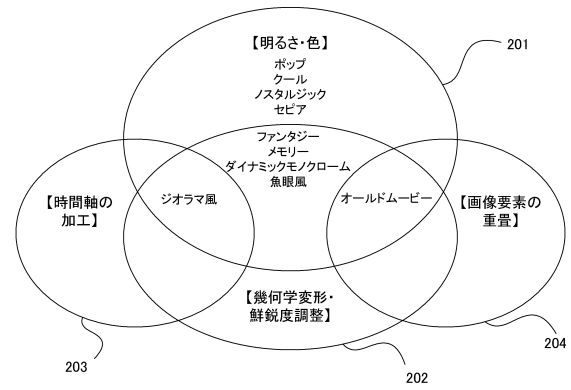 【明るさ・色】
ポップ
クール
ノスタルジック
セピア
201
ファンタジー
メモリー
ダイナミックモノクローム
魚眼風
【時間軸の
加工】
ジオラマ風
オールドムービー
【画像要素の
重畳】
【幾何学変形・
鮮鋭度調整】
203
202
204